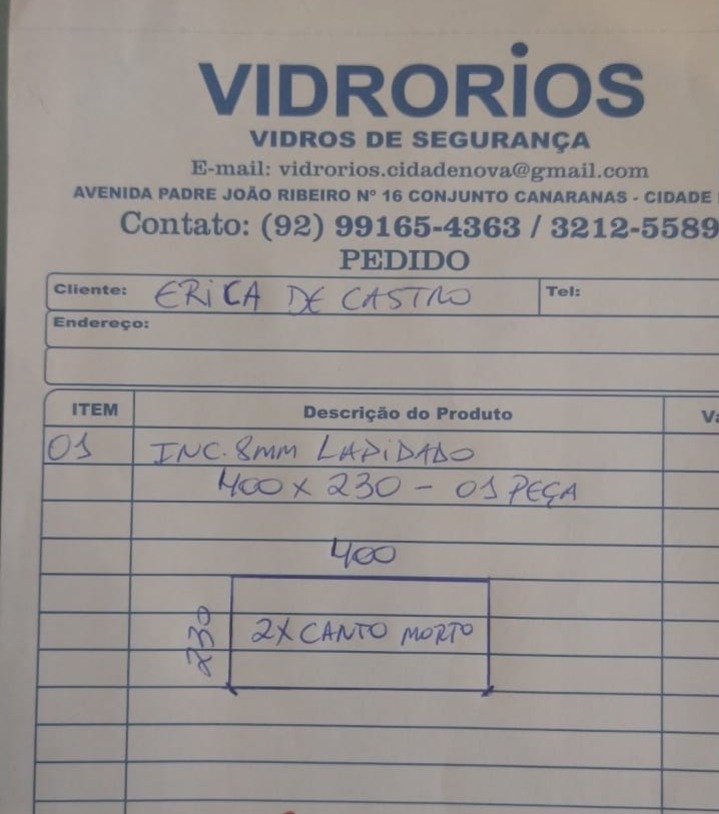 VIDRORIOS
VIDROS DE SEGURANÇA
E-mail: vidrorios.cidadenova@gmail.com
AVENIDA PADRE JOÃO RIBEIRO Nº 16 CONJUNTO CANARANAS - CIDADE
Contato: (92) 99165-4363 / 3212-5589
PEDIDO
Cliente: ERICA DE CASTRO Tel:
Endereço:
ITEM Descrição do Produto
01 INC. 8MM LAPIDADO
400 X 230 - 01 PEÇA
400
230 2X CANTO MORTO